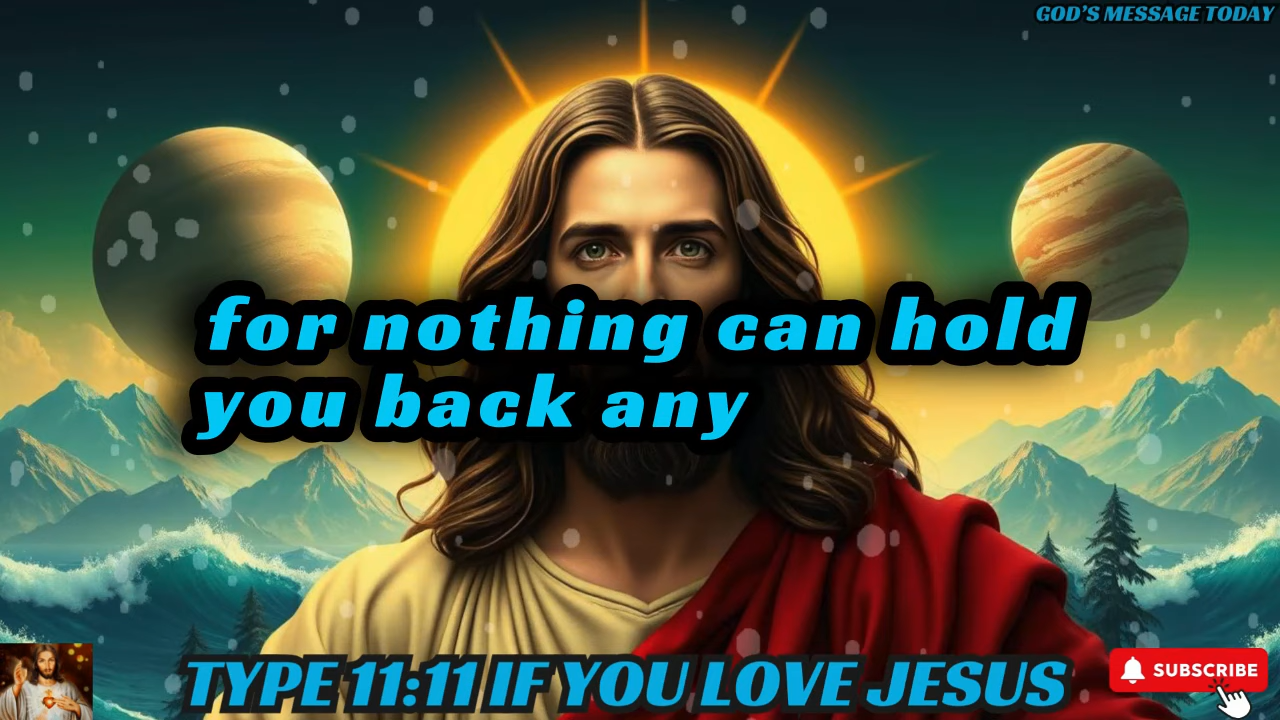 GOD'S MESSAGE TODAY
for nothing can hold
you back any
TYPE 11:11 IF YOU LOVE JESUS
SUBSCRIBE